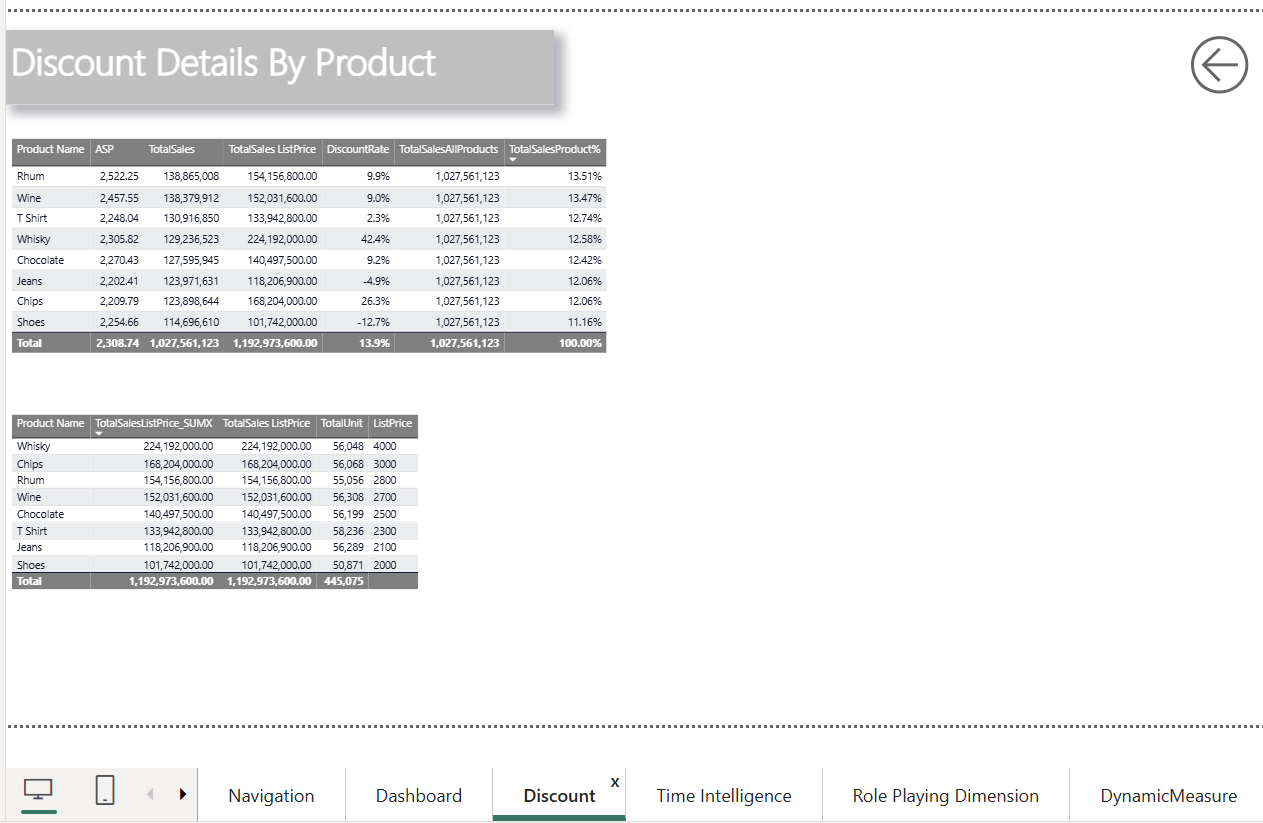 Discount Details By Product
Product Name ASP TotalSales TotalSales ListPrice DiscountRate TotalSalesAllProducts TotalSalesProduct%
Rhum 2,522.25 138,865,008 154,156,800.00 9.9% 1,027,561,123 13.51%
Wine 2,457.55 138,379,912 152,031,600.00 9.0% 1,027,561,123 13.47%
T Shirt 2,248.04 130,916,850 133,942,800.00 2.3% 1,027,561,123 12.74%
Whisky 2,305.82 129,236,523 224,192,000.00 42.4% 1,027,561,123 12.58%
Chocolate 2,270.43 127,595,945 140,497,500.00 9.2% 1,027,561,123 12.42%
Jeans 2,202.41 123,971,631 118,206,900.00 -4.9% 1,027,561,123 12.06%
Chips 2,209.79 123,898,644 168,204,000.00 26.3% 1,027,561,123 12.06%
Shoes 2,254.66 114,696,610 101,742,000.00 -12.7% 1,027,561,123 11.16%
Total 2,308.74 1,027,561,123 1,192,973,600.00 13.9% 1,027,561,123 100.00%
Product Name TotalSalesListPrice_SUMX TotalSales ListPrice TotalUnit ListPrice
Whisky 224,192,000.00 224,192,000.00 56,048 4000
Chips 168,204,000.00 168,204,000.00 56,068 3000
Rhum 154,156,800.00 154,156,800.00 55,056 2800
Wine 152,031,600.00 152,031,600.00 56,308 2700
Chocolate 140,497,500.00 140,497,500.00 56,199 2500
T Shirt 133,942,800.00 133,942,800.00 58,236 2300
Jeans 118,206,900.00 118,206,900.00 56,289 2100
Shoes 101,742,000.00 101,742,000.00 50,871 2000
Total 1,192,973,600.00 1,192,973,600.00 445,075
Navigation Dashboard Discount x Time Intelligence Role Playing Dimension DynamicMeasure